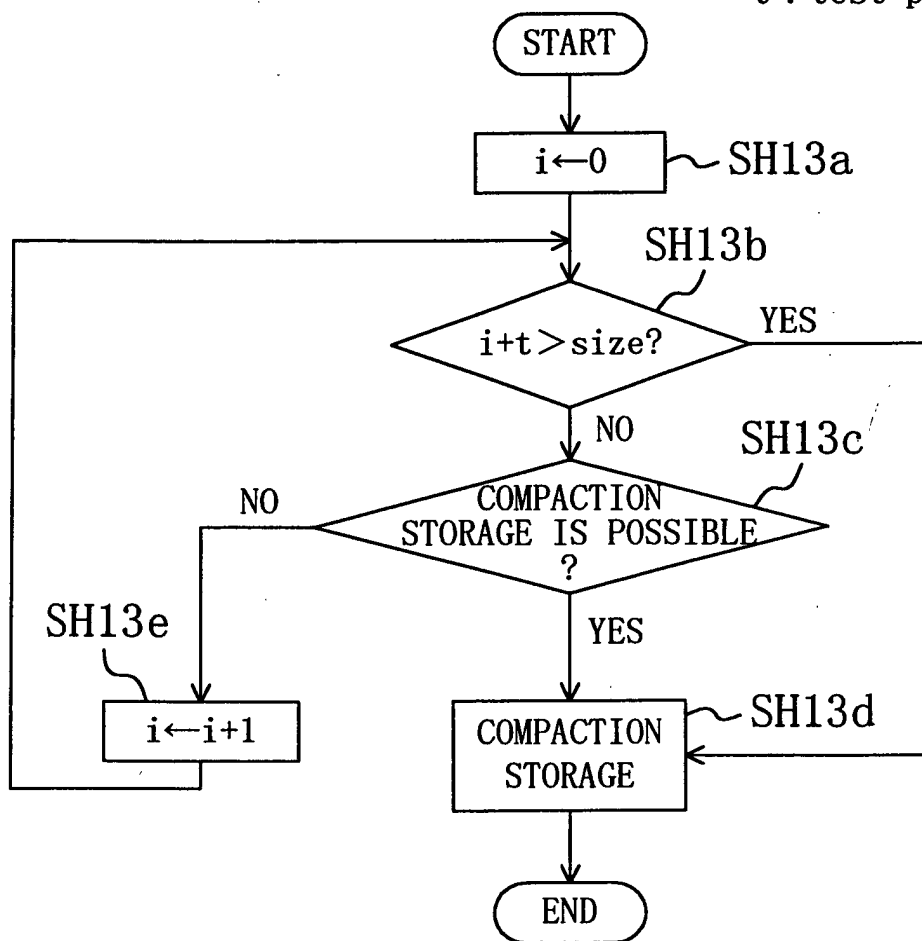 START
i←0
SH13a
SH13b
i+t>size?
YES
NO
SH13c
COMPACTION
STORAGE IS POSSIBLE
?
NO
YES
SH13e
i←i+1
SH13d
COMPACTION
STORAGE
END